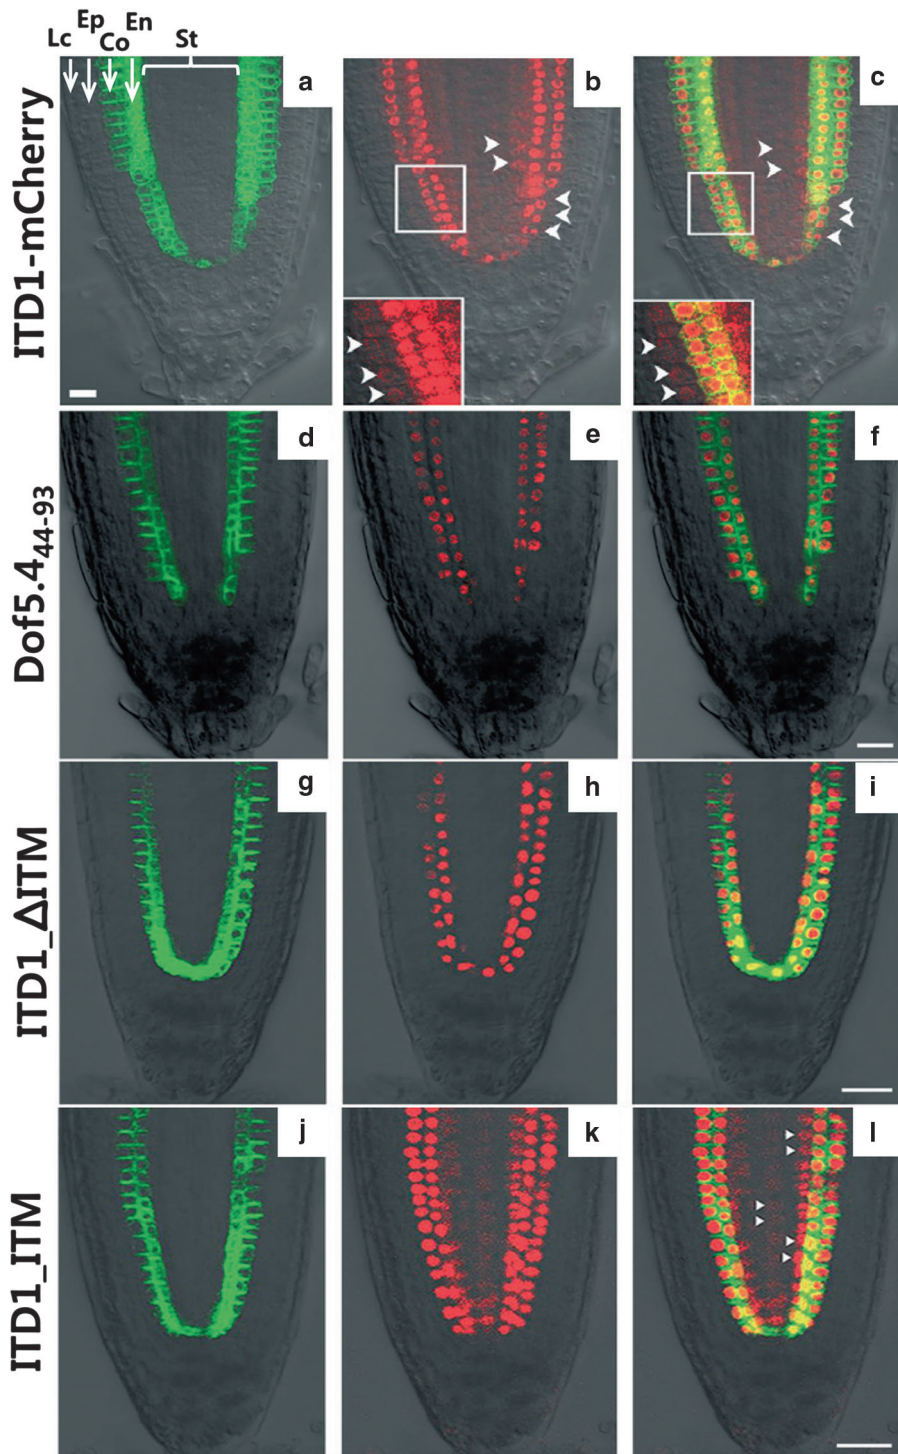 Lc Ep Co En St
ITD1-mCherry
a b c
Dof5.4₄₄₋₉₃
d e f
ITD1_ΔITM
g h i
ITD1_ITM
j k l